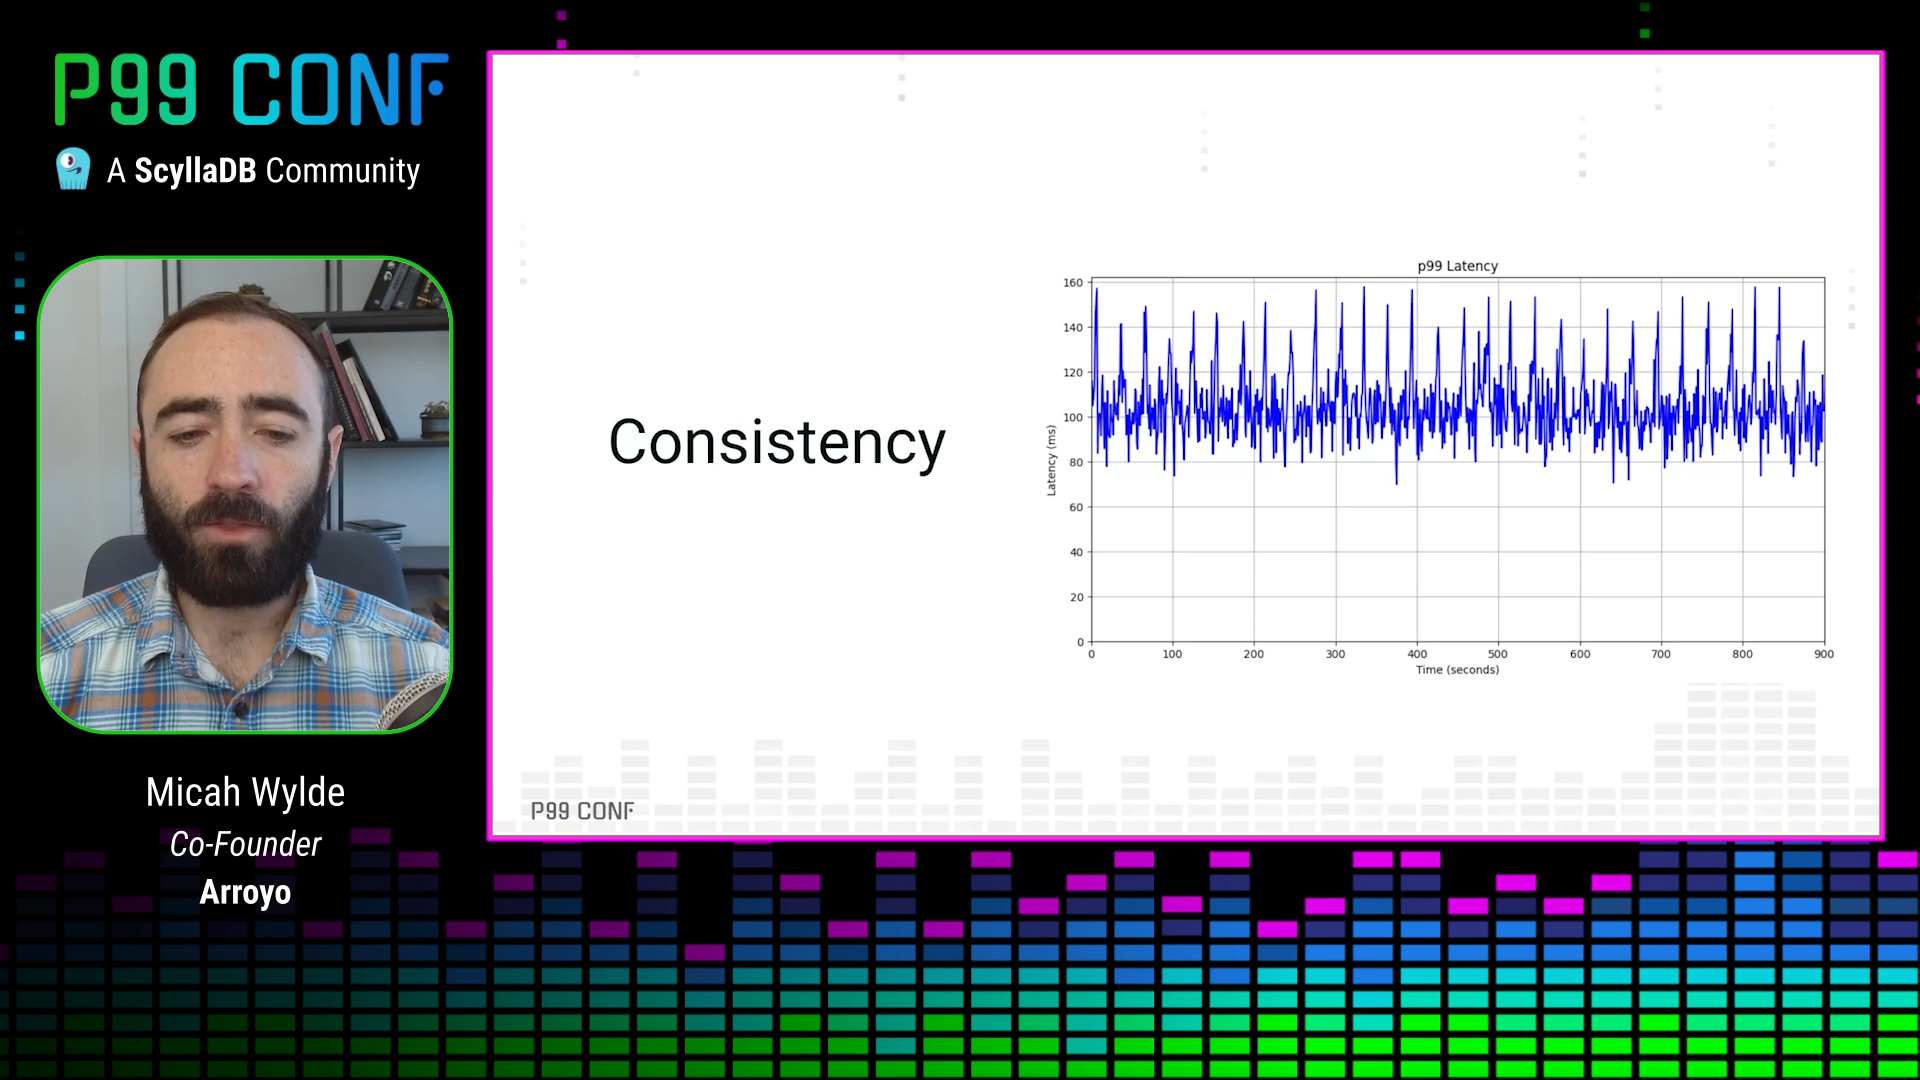 P99 CONF
A ScyllaDB Community
Micah Wylde
Co-Founder
Arroyo
Consistency
p99 Latency
160
140
120
100
80
60
40
20
0
Latency (ms)
0 100 200 300 400 500 600 700 800 900
Time (seconds)
P99 CONF